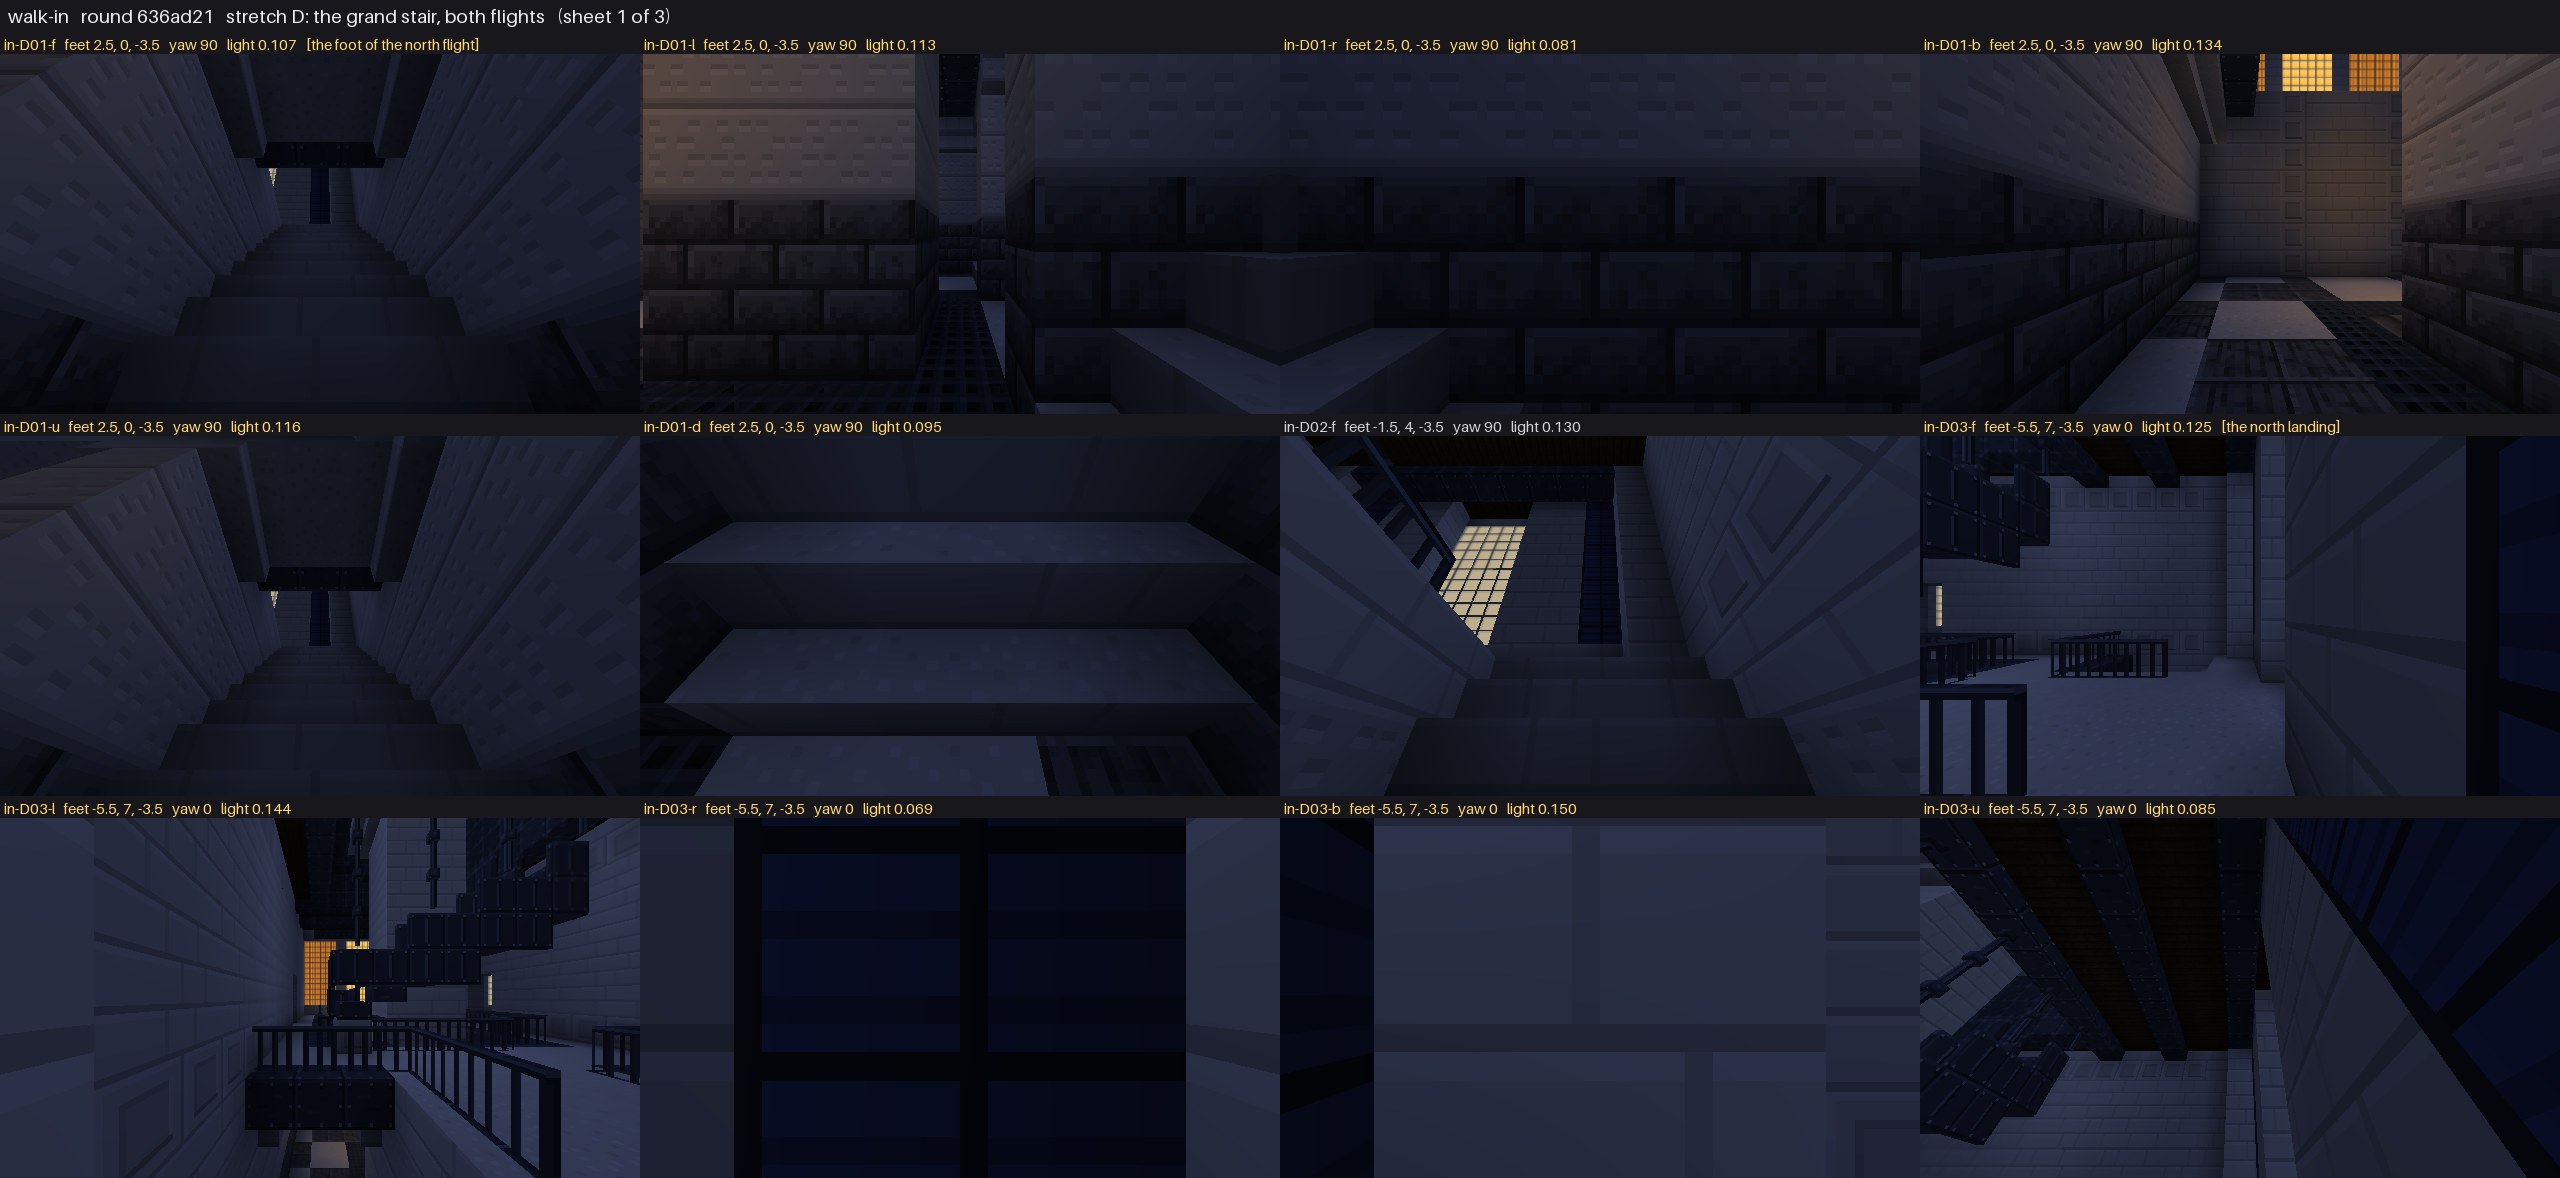 walk-in round 636ad21 stretch D: the grand stair, both flights (sheet 1 of 3)
in-D01-f feet 2.5, 0, -3.5 yaw 90 light 0.107 [the foot of the north flight]
in-D01-l feet 2.5, 0, -3.5 yaw 90 light 0.113
in-D01-r feet 2.5, 0, -3.5 yaw 90 light 0.081
in-D01-b feet 2.5, 0, -3.5 yaw 90 light 0.134
in-D01-u feet 2.5, 0, -3.5 yaw 90 light 0.116
in-D01-d feet 2.5, 0, -3.5 yaw 90 light 0.095
in-D02-f feet -1.5, 4, -3.5 yaw 90 light 0.130
in-D03-f feet -5.5, 7, -3.5 yaw 0 light 0.125 [the north landing]
in-D03-l feet -5.5, 7, -3.5 yaw 0 light 0.144
in-D03-r feet -5.5, 7, -3.5 yaw 0 light 0.069
in-D03-b feet -5.5, 7, -3.5 yaw 0 light 0.150
in-D03-u feet -5.5, 7, -3.5 yaw 0 light 0.085